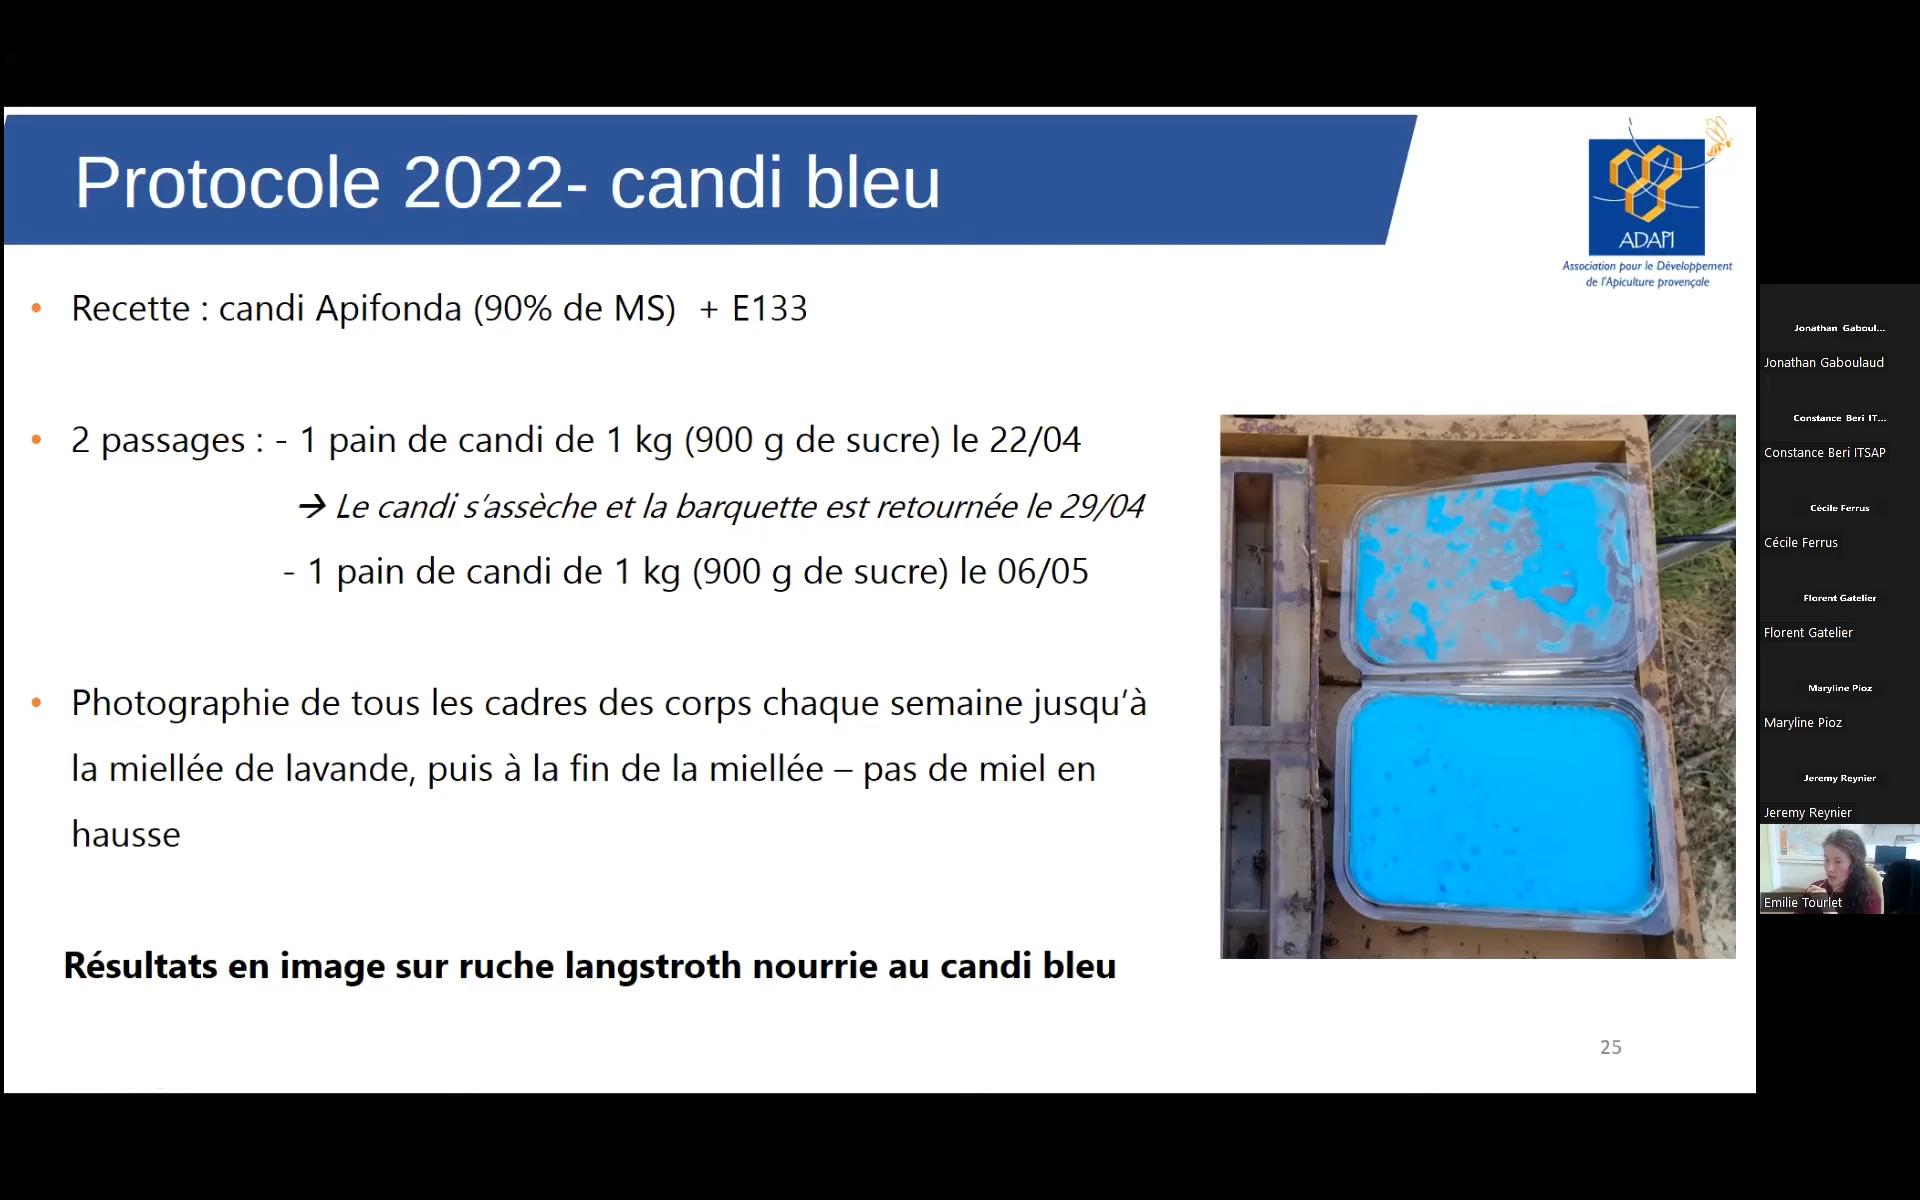 Protocole 2022- candi bleu
ADAPI
Association pour le Développement
de l'Apiculture provençale
• Recette : candi Apifonda (90% de MS) + E133
• 2 passages : - 1 pain de candi de 1 kg (900 g de sucre) le 22/04
→ Le candi s'assèche et la barquette est retournée le 29/04
- 1 pain de candi de 1 kg (900 g de sucre) le 06/05
• Photographie de tous les cadres des corps chaque semaine jusqu'à
la miellée de lavande, puis à la fin de la miellée – pas de miel en
hausse
Résultats en image sur ruche langstroth nourrie au candi bleu
25
Jonathan Gaboul...
Jonathan Gaboulaud
Constance Beri IT...
Constance Beri ITSAP
Cécile Ferrus
Cécile Ferrus
Florent Gatelier
Florent Gatelier
Maryline Pioz
Maryline Pioz
Jeremy Reynier
Jeremy Reynier
Emilie Tourlet